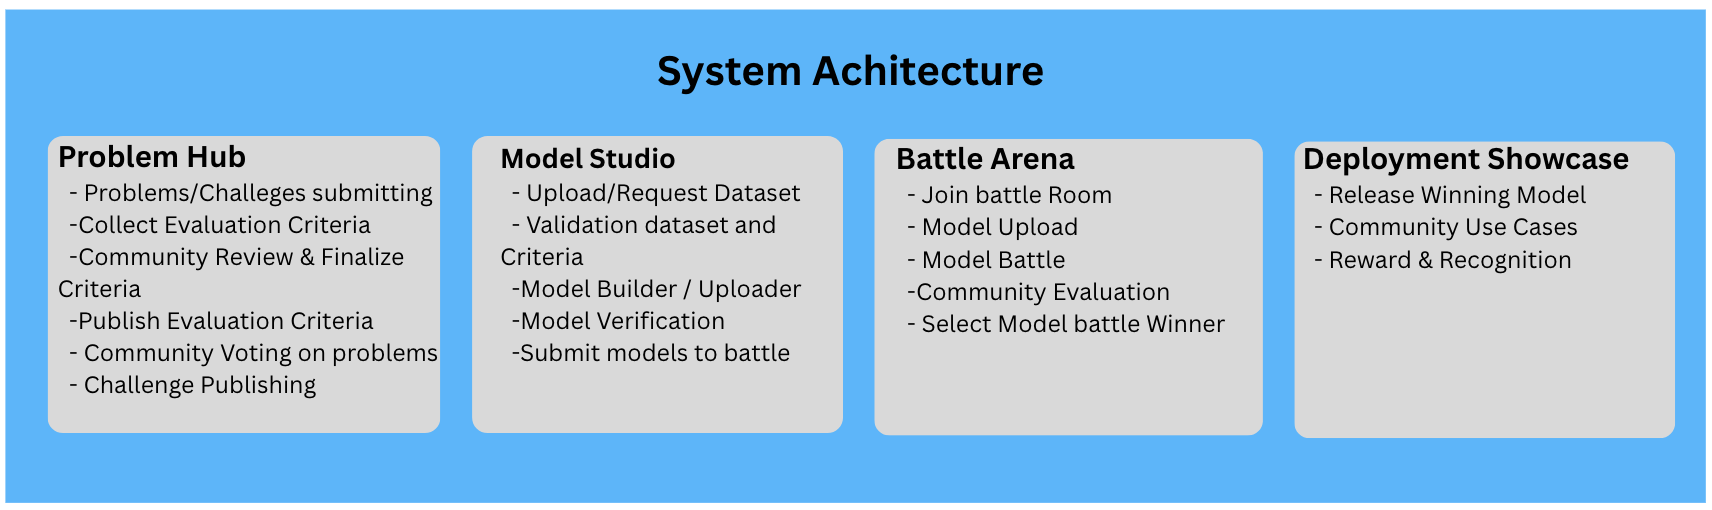 System Achitecture
Problem Hub
- Problems/Challeges submitting
-Collect Evaluation Criteria
-Community Review & Finalize
Criteria
-Publish Evaluation Criteria
- Community Voting on problems
- Challenge Publishing
Model Studio
- Upload/Request Dataset
- Validation dataset and
Criteria
-Model Builder / Uploader
-Model Verification
-Submit models to battle
Battle Arena
- Join battle Room
- Model Upload
- Model Battle
-Community Evaluation
- Select Model battle Winner
Deployment Showcase
- Release Winning Model
- Community Use Cases
- Reward & Recognition